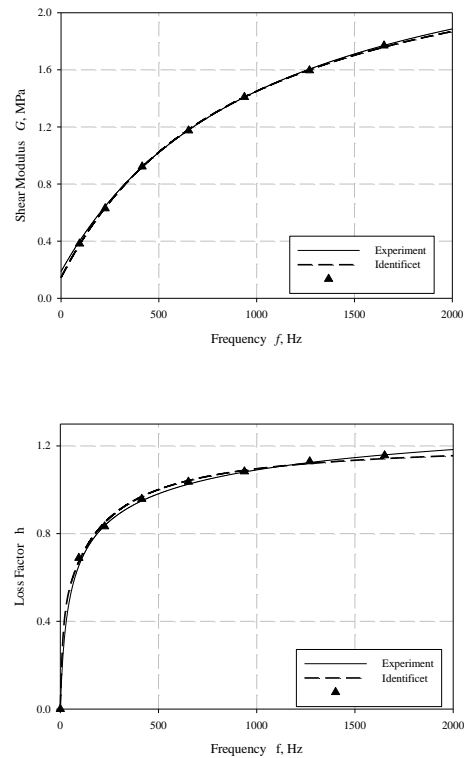 2.0
1.6
1.2
0.8
0.4
0.0
Shear Modulus G, MPa
Experiment
Identificet
0 500 1000 1500 2000
Frequency f, Hz
1.2
0.8
0.4
0.0
Loss Factor h
Experiment
Identificet
0 500 1000 1500 2000
Frequency f, Hz